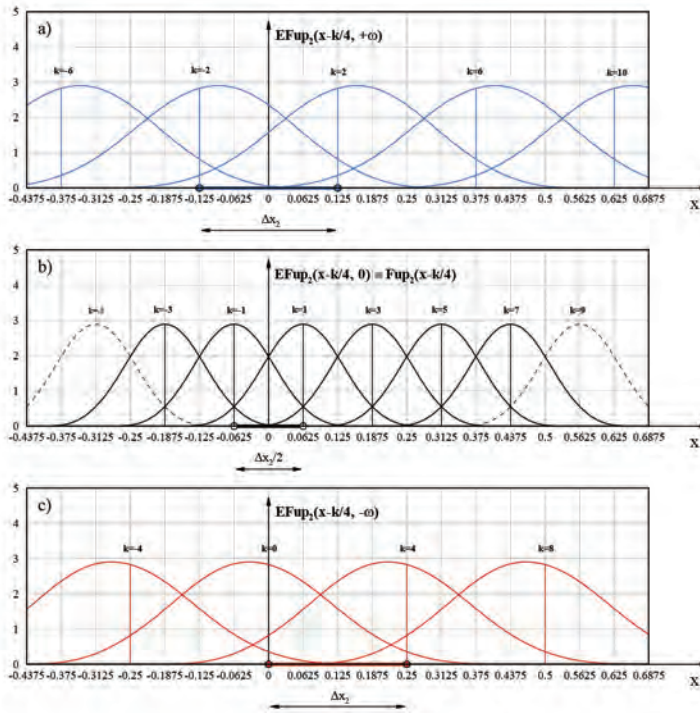 a)
EFup₂(x-k/4, +ω)
5
4
3
2
1
0
k=-6 k=-2 k=2 k=6 k=10
-0.4375 -0.375 -0.3125 -0.25 -0.1875 -0.125 -0.0625 0 0.0625 0.125 0.1875 0.25 0.3125 0.375 0.4375 0.5 0.5625 0.625 0.6875 X
Δx₂
b)
EFup₂(x-k/4, 0) ≡ Fup₂(x-k/4)
5
4
3
2
1
0
k=-3 k=-1 k=1 k=3 k=5 k=7 k=9
-0.4375 -0.375 -0.3125 -0.25 -0.1875 -0.125 -0.0625 0 0.0625 0.125 0.1875 0.25 0.3125 0.375 0.4375 0.5 0.5625 0.625 0.6875 X
Δx₂/2
c)
EFup₂(x-k/4, -ω)
5
4
3
2
1
0
k=-4 k=0 k=4 k=8
-0.4375 -0.375 -0.3125 -0.25 -0.1875 -0.125 -0.0625 0 0.0625 0.125 0.1875 0.25 0.3125 0.375 0.4375 0.5 0.5625 0.625 0.6875 X
Δx₂